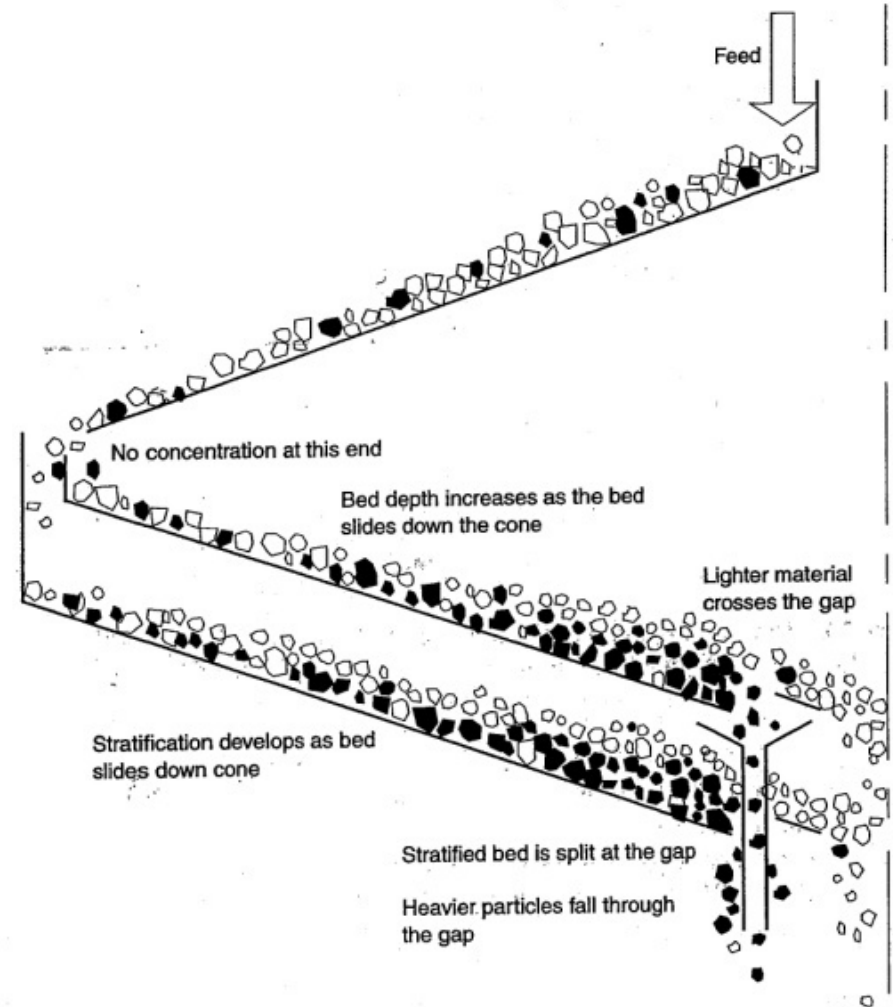 Feed
No concentration at this end
Bed depth increases as the bed
slides down the cone
Lighter material
crosses the gap
Stratification develops as bed
slides down cone
Stratified bed is split at the gap
Heavier particles fall through
the gap